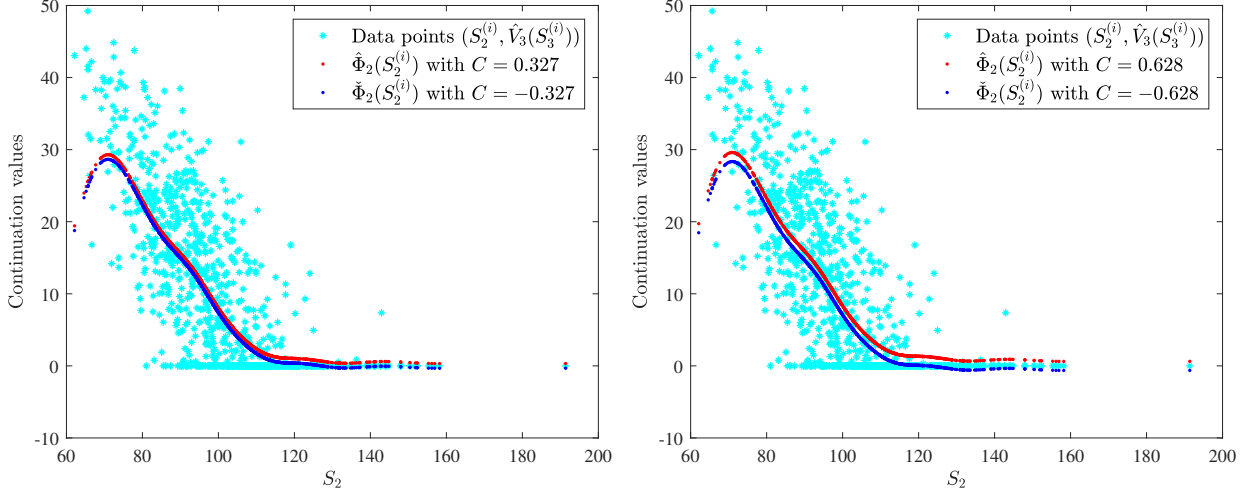 50
40
30
20
10
0
-10
Continuation values
60 80 100 120 140 160 180 200
S₂
Data points (S₂⁽ⁱ⁾, V̂₃(S₃⁽ⁱ⁾))
Φ̂₂(S₂⁽ⁱ⁾) with C = 0.327
Φ̌₂(S₂⁽ⁱ⁾) with C = −0.327
50
40
30
20
10
0
-10
Continuation values
60 80 100 120 140 160 180 200
S₂
Data points (S₂⁽ⁱ⁾, V̂₃(S₃⁽ⁱ⁾))
Φ̂₂(S₂⁽ⁱ⁾) with C = 0.628
Φ̌₂(S₂⁽ⁱ⁾) with C = −0.628